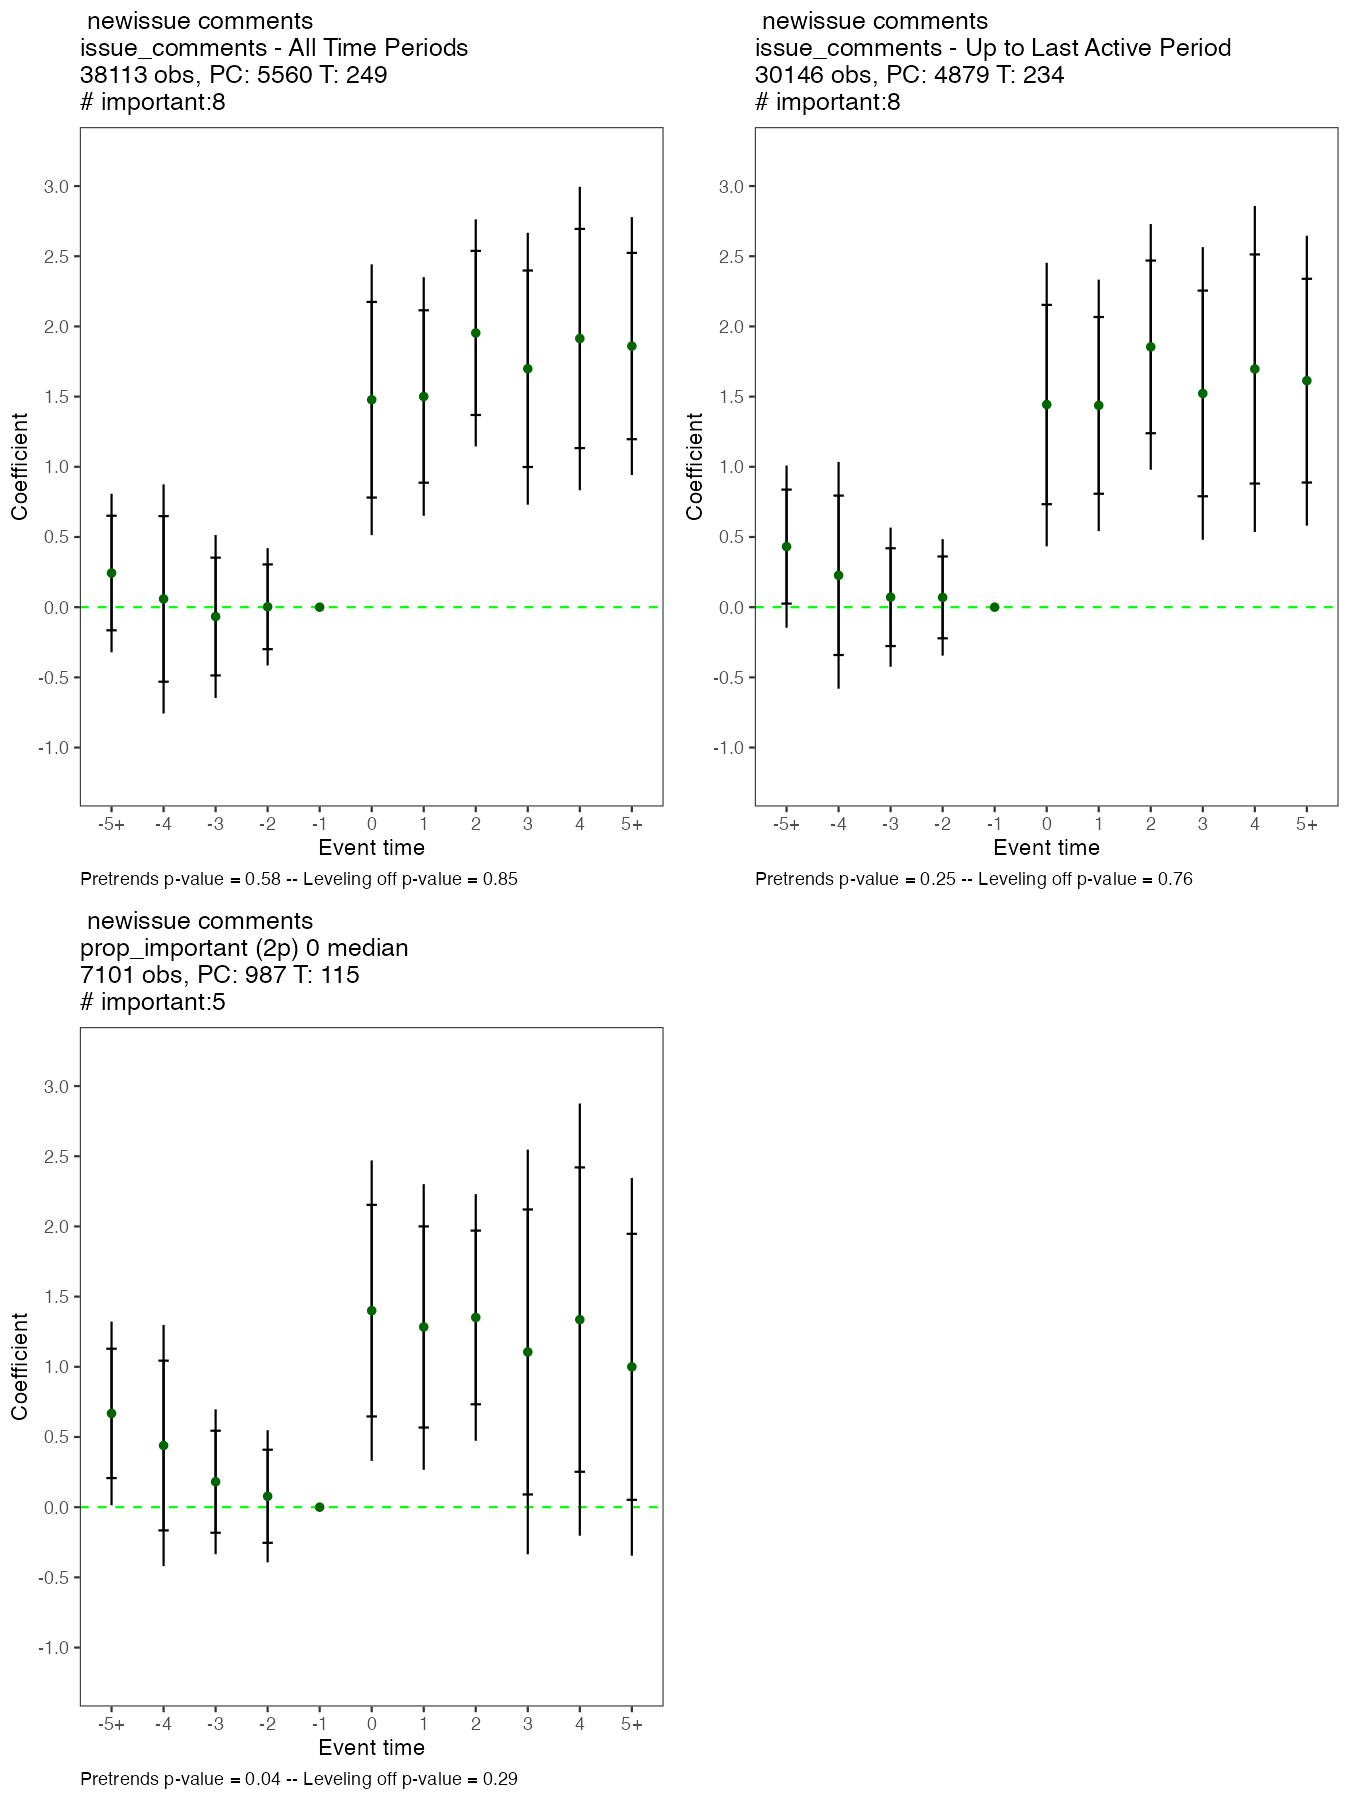 newissue comments
issue_comments - All Time Periods
38113 obs, PC: 5560 T: 249
# important:8
Coefficient
3.0
2.5
2.0
1.5
1.0
0.5
0.0
-0.5
-1.0
-5+ -4 -3 -2 -1 0 1 2 3 4 5+
Event time
Pretrends p-value = 0.58 -- Leveling off p-value = 0.85
newissue comments
issue_comments - Up to Last Active Period
30146 obs, PC: 4879 T: 234
# important:8
Coefficient
3.0
2.5
2.0
1.5
1.0
0.5
0.0
-0.5
-1.0
-5+ -4 -3 -2 -1 0 1 2 3 4 5+
Event time
Pretrends p-value = 0.25 -- Leveling off p-value = 0.76
newissue comments
prop_important (2p) 0 median
7101 obs, PC: 987 T: 115
# important:5
Coefficient
3.0
2.5
2.0
1.5
1.0
0.5
0.0
-0.5
-1.0
-5+ -4 -3 -2 -1 0 1 2 3 4 5+
Event time
Pretrends p-value = 0.04 -- Leveling off p-value = 0.29